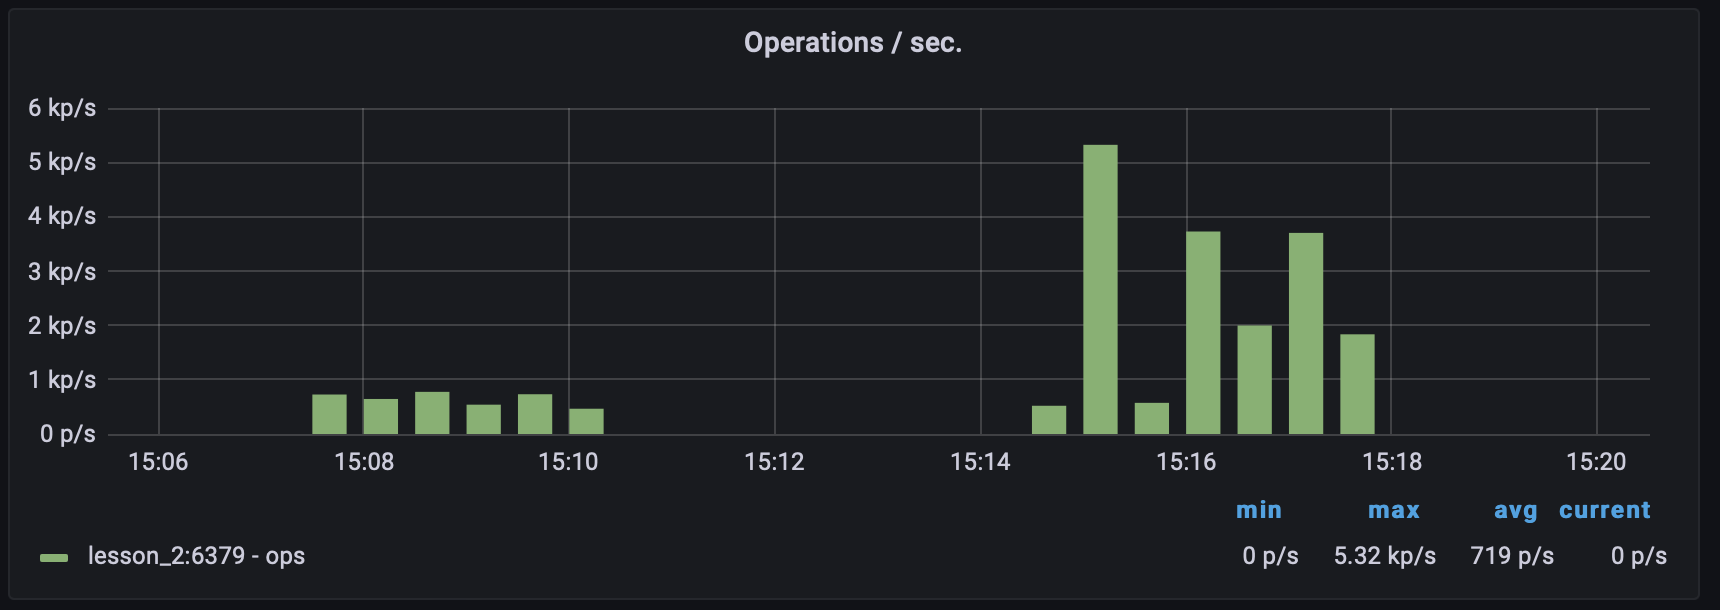 Operations / sec.
6 kp/s
5 kp/s
4 kp/s
3 kp/s
2 kp/s
1 kp/s
0 p/s
15:06 15:08 15:10 15:12 15:14 15:16 15:18 15:20
min max avg current
lesson_2:6379 - ops 0 p/s 5.32 kp/s 719 p/s 0 p/s